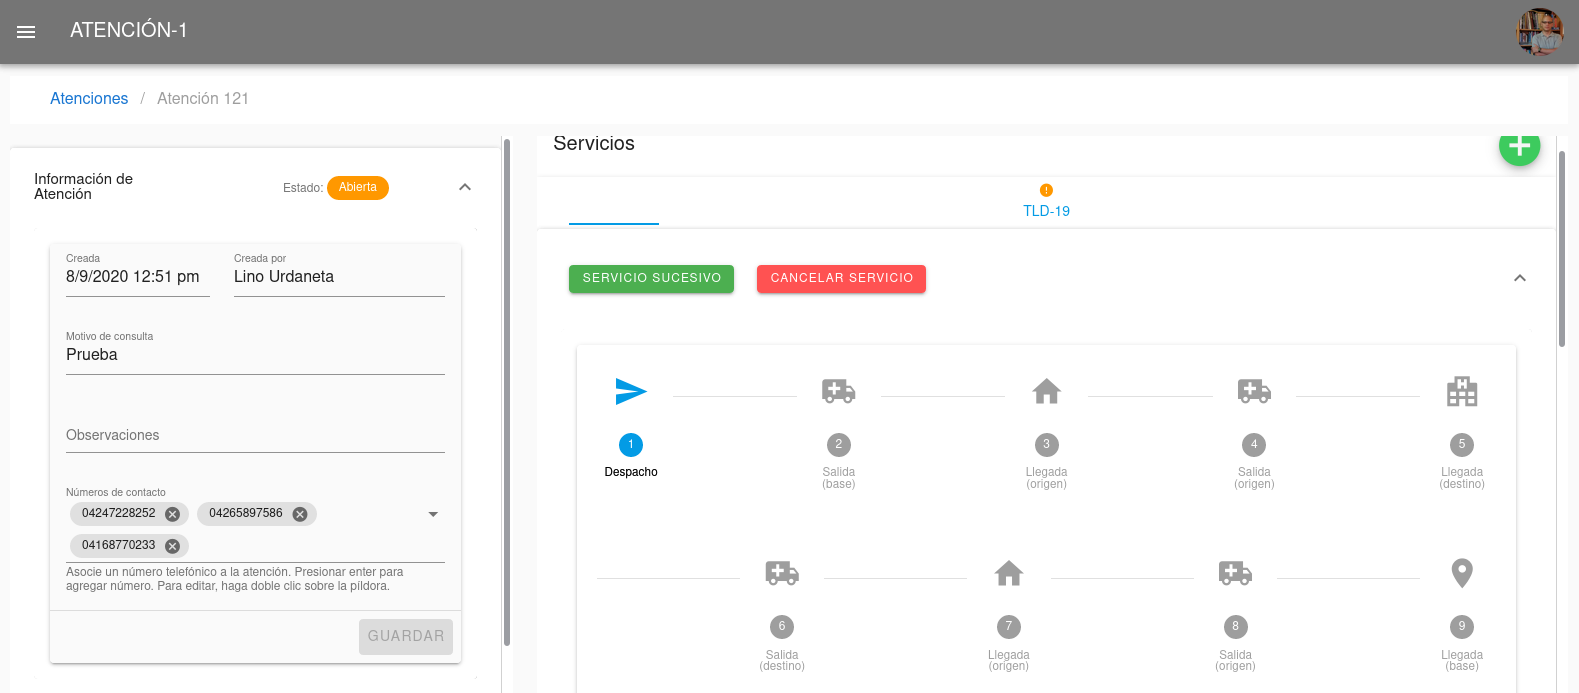 ATENCIÓN-1
Atenciones / Atención 121
Información de
Atención
Estado: Abierta
Creada
8/9/2020 12:51 pm
Creada por
Lino Urdaneta
Motivo de consulta
Prueba
Observaciones
Números de contacto
04247228252
04265897586
04168770233
Asocie un número telefónico a la atención. Presionar enter para
agregar número. Para editar, haga doble clic sobre la píldora.
GUARDAR
Servicios
TLD-19
SERVICIO SUCESIVO
CANCELAR SERVICIO
1
Despacho
2
Salida
(base)
3
Llegada
(origen)
4
Salida
(origen)
5
Llegada
(destino)
6
Salida
(destino)
7
Llegada
(origen)
8
Salida
(origen)
9
Llegada
(base)